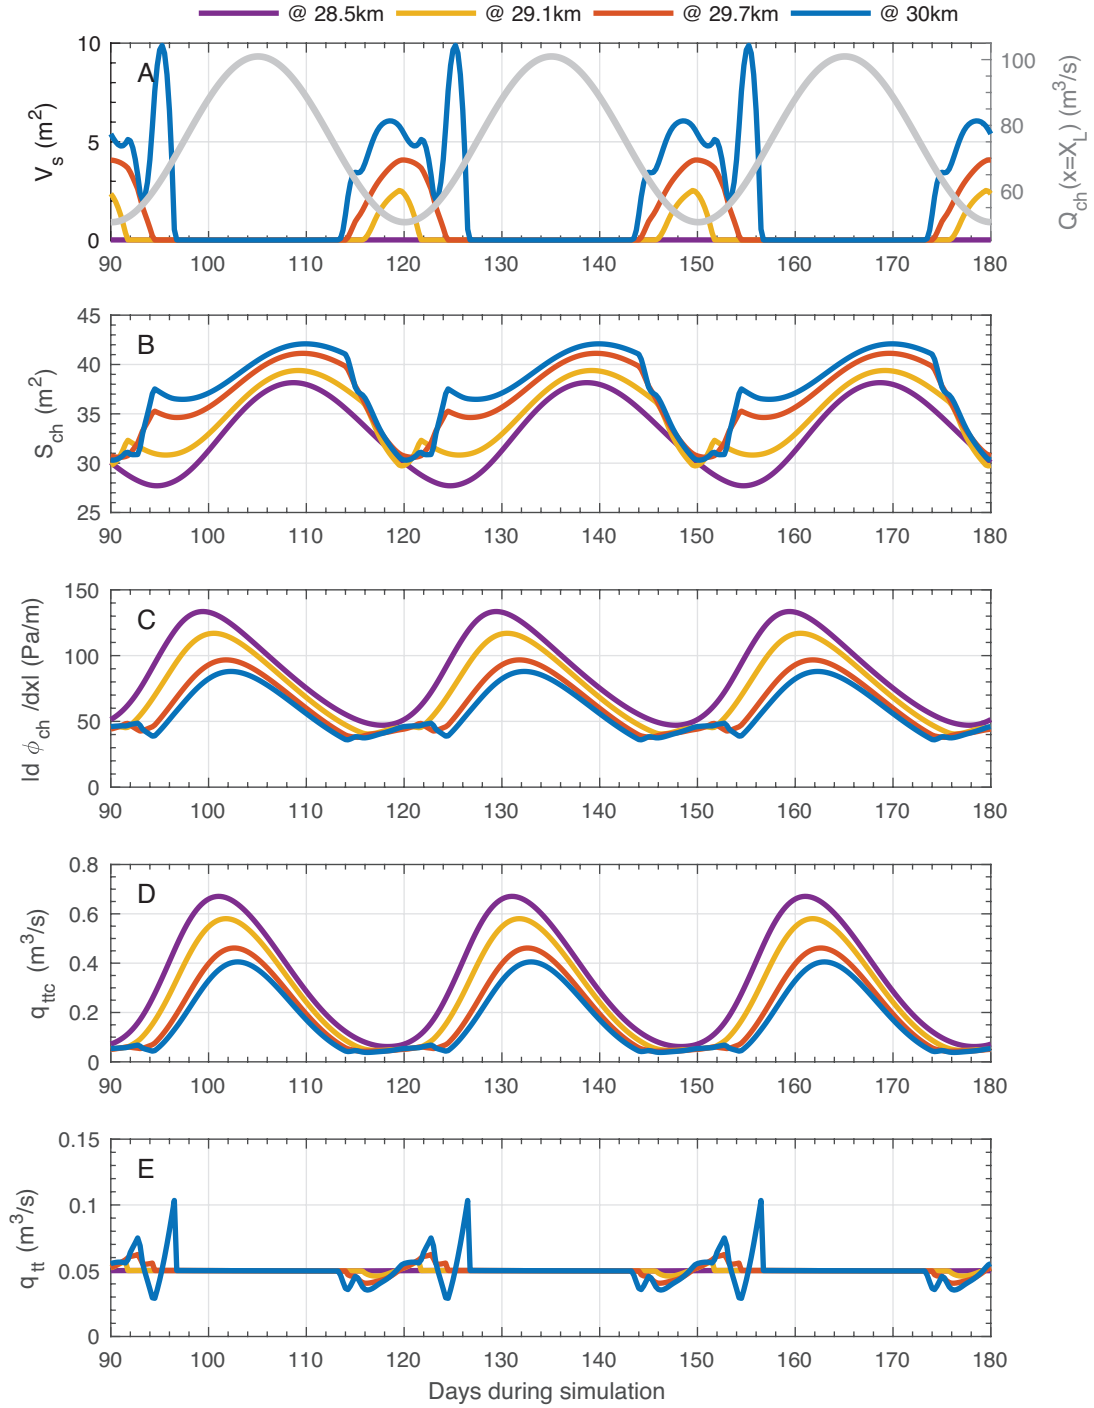 @ 28.5km @ 29.1km @ 29.7km @ 30km
A
V_s (m^2)
Q_ch(x=X_L) (m^3/s)
10
5
0
100
80
60
90 100 110 120 130 140 150 160 170 180
B
S_ch (m^2)
45
40
35
30
25
90 100 110 120 130 140 150 160 170 180
C
Id ϕ_ch /dxl (Pa/m)
150
100
50
0
90 100 110 120 130 140 150 160 170 180
D
q_ttc (m^3/s)
0.8
0.6
0.4
0.2
0
90 100 110 120 130 140 150 160 170 180
E
q_tt (m^3/s)
0.15
0.1
0.05
0
90 100 110 120 130 140 150 160 170 180
Days during simulation